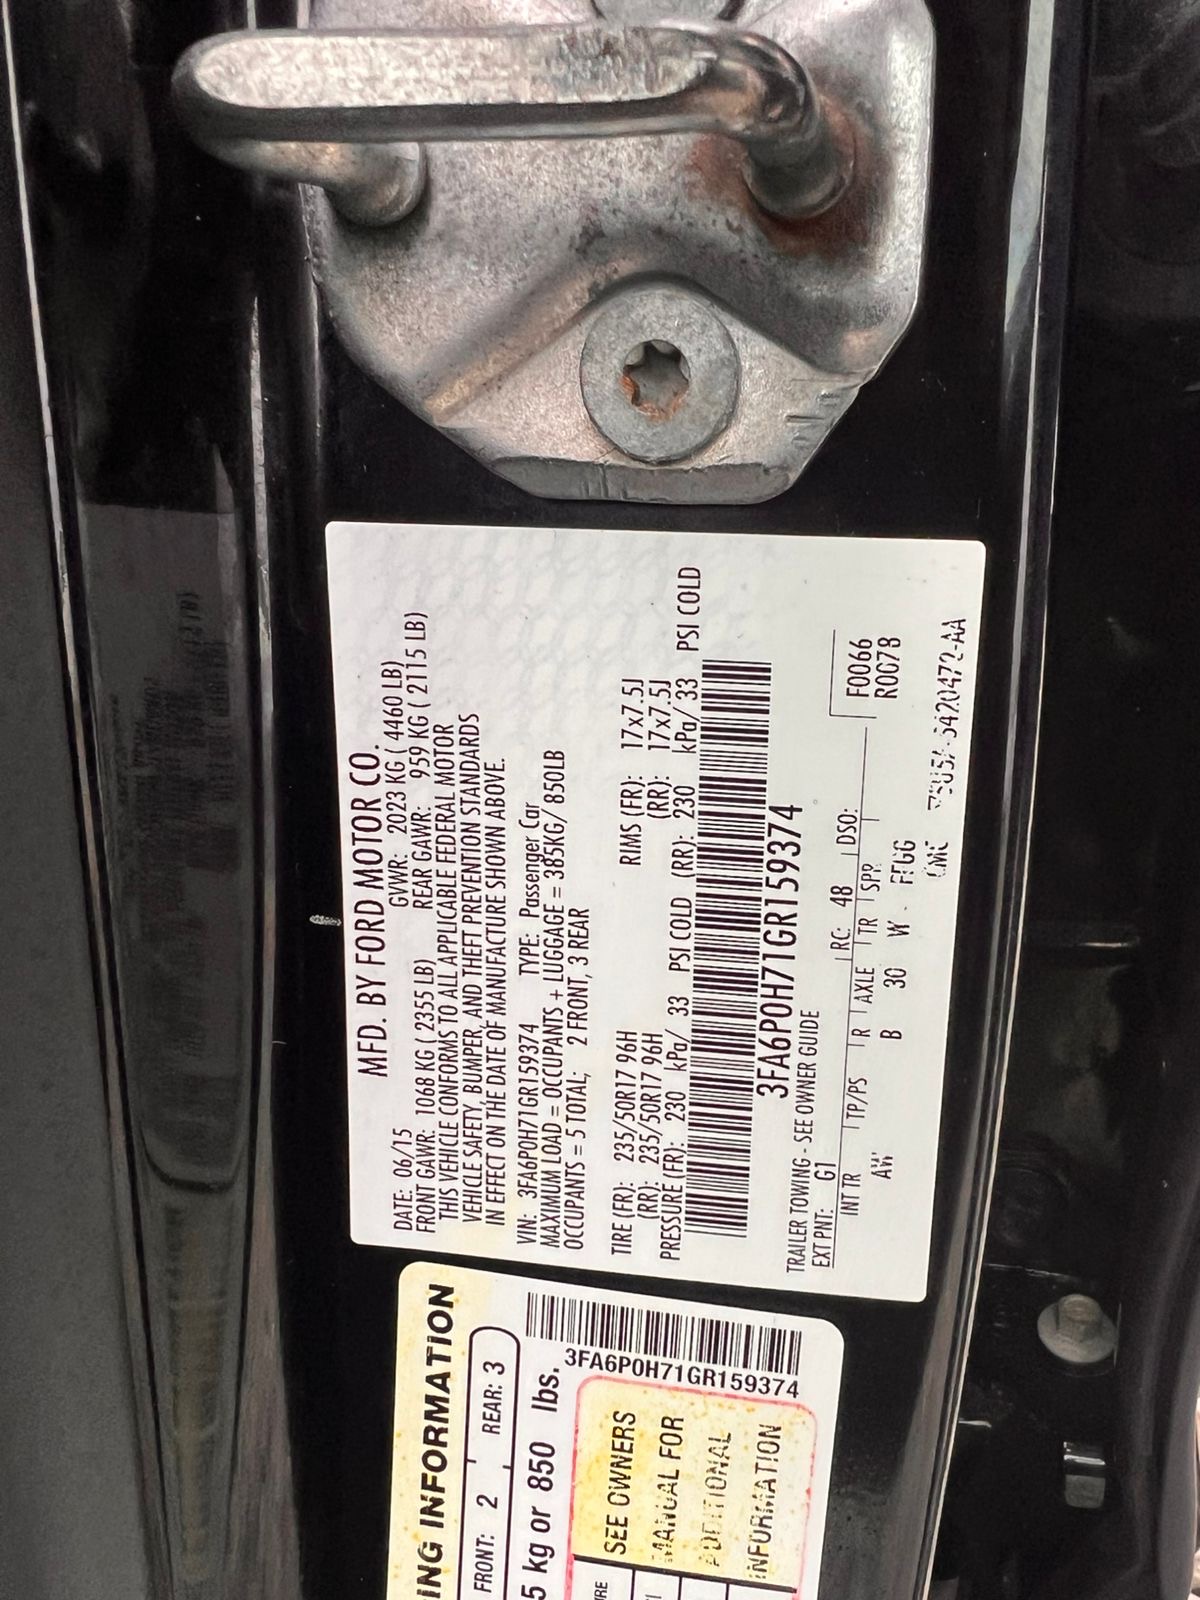 MFD. BY FORD MOTOR CO.
DATE: 06/15 GVWR: 2023 KG ( 4460 LB)
FRONT GAWR: 1068 KG ( 2355 LB) REAR GAWR: 959 KG ( 2115 LB)
THIS VEHICLE CONFORMS TO ALL APPLICABLE FEDERAL MOTOR
VEHICLE SAFETY, BUMPER, AND THEFT PREVENTION STANDARDS
IN EFFECT ON THE DATE OF MANUFACTURE SHOWN ABOVE.
VIN: 3FA6P0H71GR159374 TYPE: Passenger Car
MAXIMUM LOAD = OCCUPANTS + LUGGAGE = 385KG/ 850LB
OCCUPANTS = 5 TOTAL; 2 FRONT, 3 REAR
TIRE (FR): 235/50R17 96H RIMS (FR): 17x7.5J
(RR): 235/50R17 96H (RR): 17x7.5J
PRESSURE (FR): 230 kPa/ 33 PSI COLD (RR): 230 kPa/ 33 PSI COLD
3FA6P0H71GR159374
TRAILER TOWING - SEE OWNER GUIDE
EXT PNT: G1 RC: 48 DSO: F0066
INT TR TP/PS R AXLE TR SPR R0078
AW B 30 W FFGG
ING INFORMATION
FRONT: 2 REAR: 3
5 kg or 850 lbs.
3FA6P0H71GR159374
SEE OWNERS
MANUAL FOR
ADDITIONAL
INFORMATION